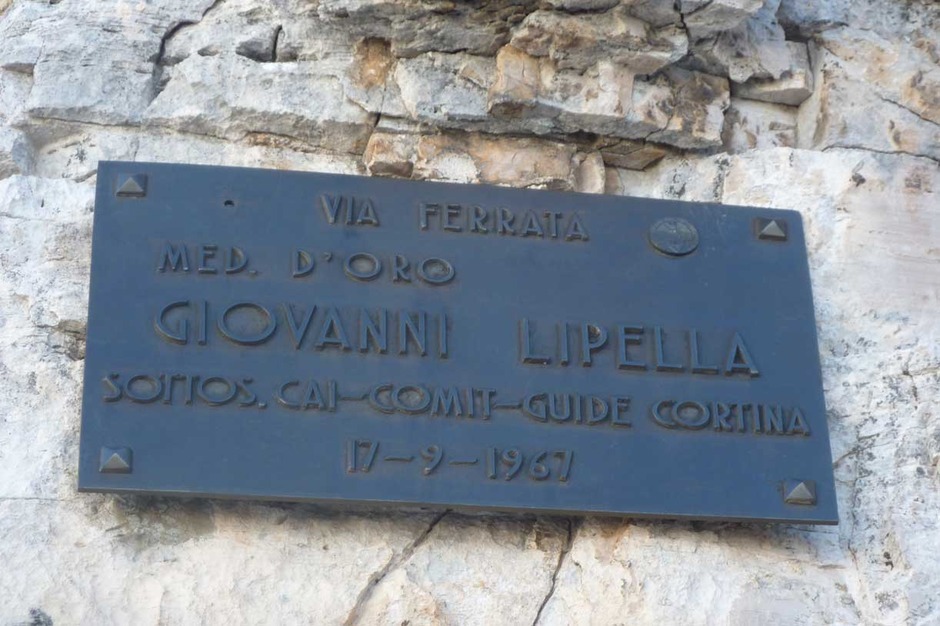 VIA FERRATA
MED. D'ORO
GIOVANNI LIPELLA
SOTTOS. CAI-COMIT-GUIDE CORTINA
17-9-1967